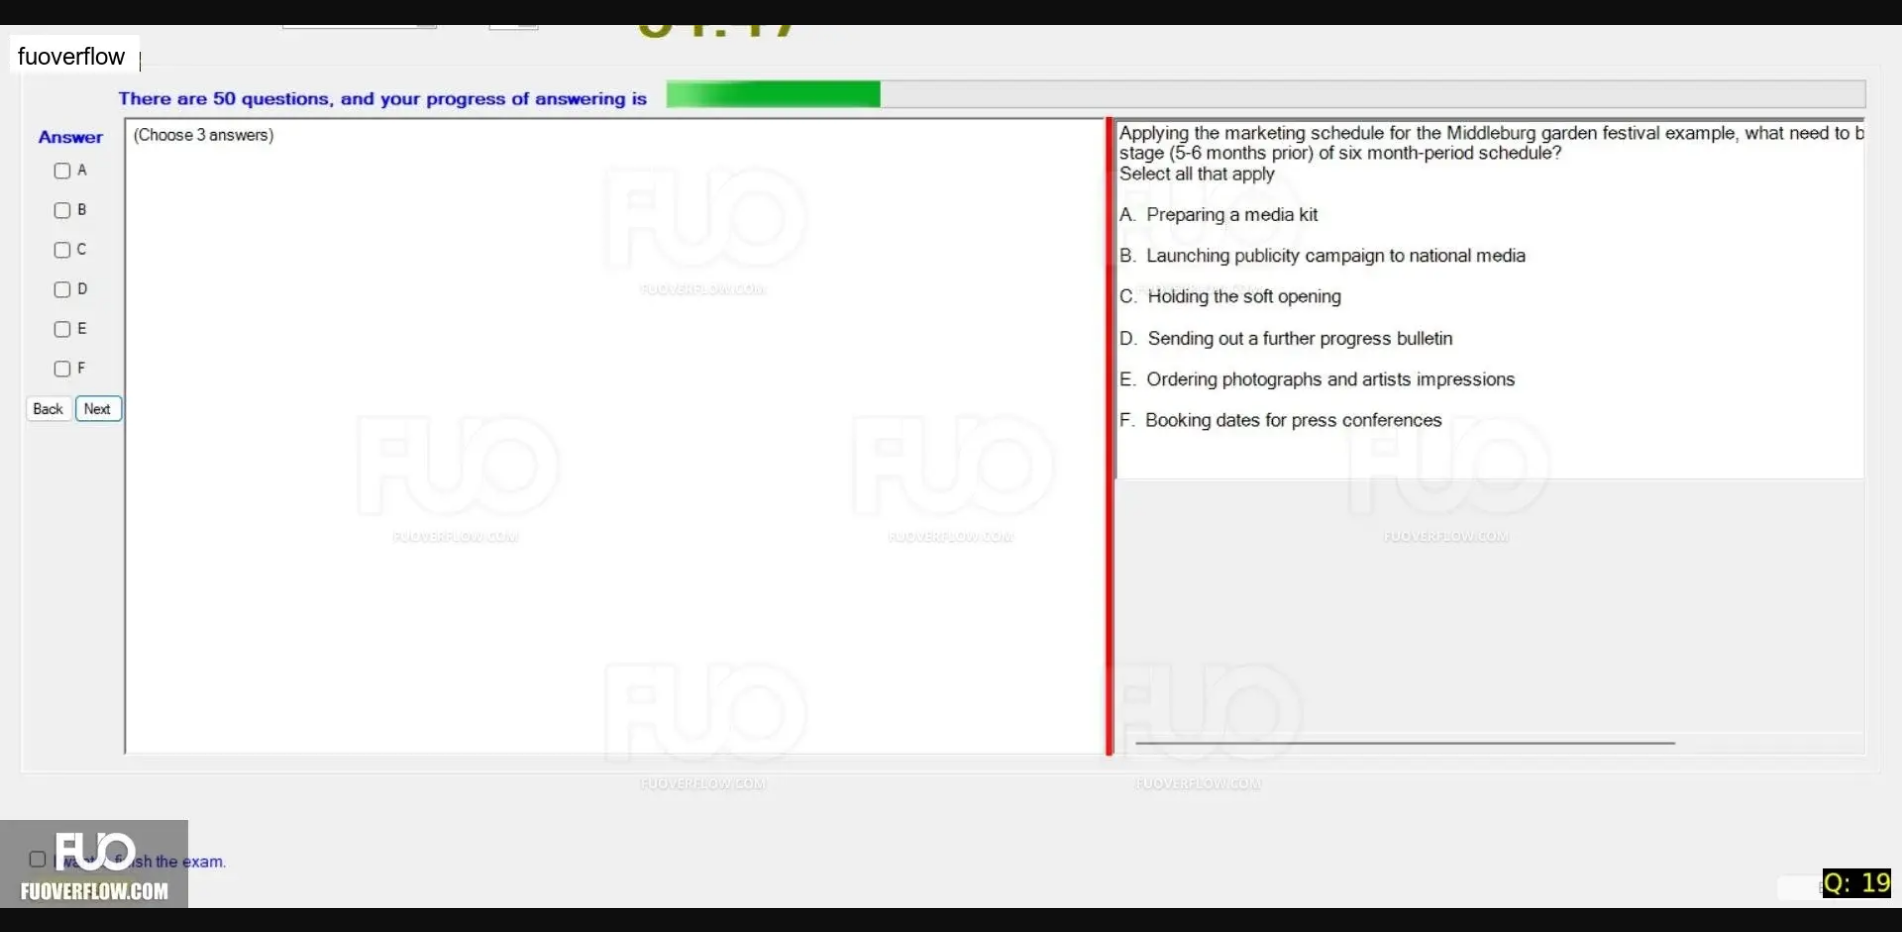 fuoverflow
There are 50 questions, and your progress of answering is
Answer
(Choose 3 answers)
A
B
C
D
E
F
Back Next
Applying the marketing schedule for the Middleburg garden festival example, what need to b
stage (5-6 months prior) of six month-period schedule?
Select all that apply
A. Preparing a media kit
B. Launching publicity campaign to national media
C. Holding the soft opening
D. Sending out a further progress bulletin
E. Ordering photographs and artists impressions
F. Booking dates for press conferences
FUO
FUOVERFLOW.COM
FUO
FUOVERFLOW.COM
FUO
FUOVERFLOW.COM
FUO
FUOVERFLOW.COM
FUO
FUOVERFLOW.COM
FUO
FUOVERFLOW.COM
FUO
FUOVERFLOW.COM
the exam.
FUO
FUOVERFLOW.COM
Q: 19